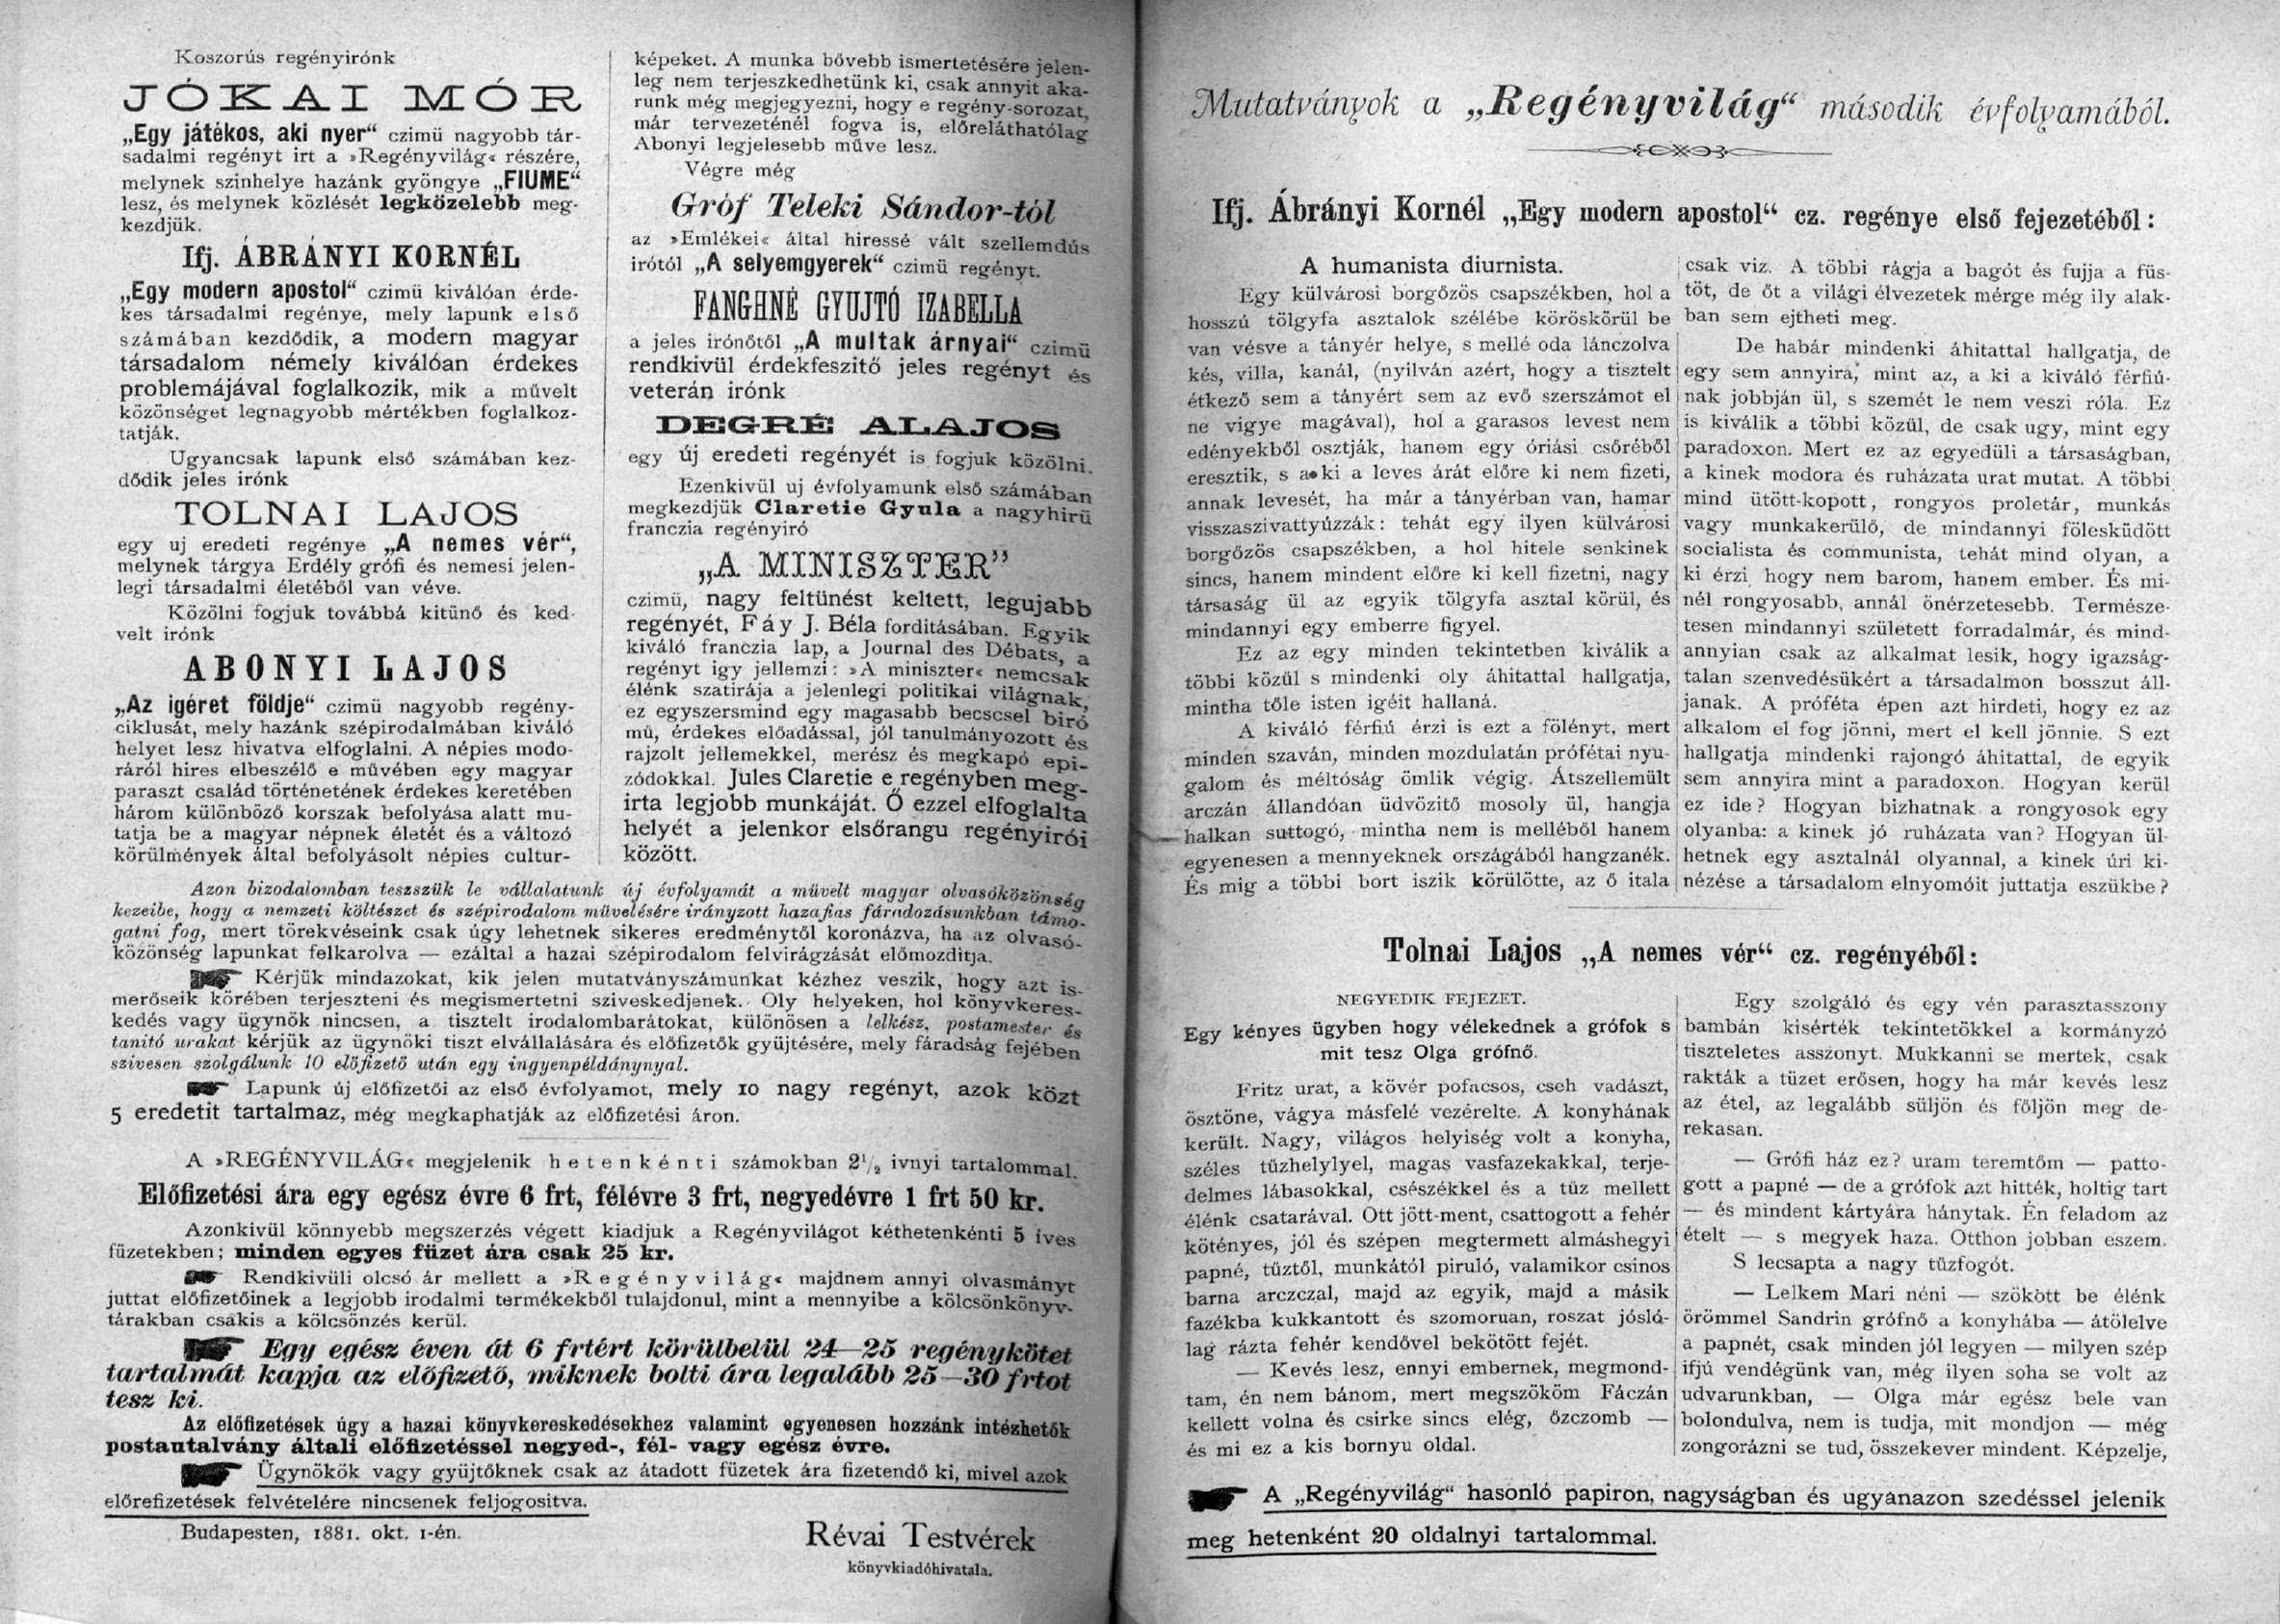 Koszorús regényirónk
JÓKAI MÓR
„Egy játékos, aki nyer“ czimü nagyobb tár-
sadalmi regényt irt a »Regényvilág« részére,
melynek szinhelye hazánk gyöngye „FIUME“
lesz, és melynek közlését legközelebb meg-
kezdjük.
Ifj. ÁBRÁNYI KORNÉL
„Egy modern apostol“ czimü kiválóan érde-
kes társadalmi regénye, mely lapunk első
számában kezdődik, a modern magyar
társadalom némely kiválóan érdekes
problemájával foglalkozik, mik a művelt
közönséget legnagyobb mértékben foglalkoz-
tatják.
Ugyancsak lapunk első számában kez-
dődik jeles irónk
TOLNAI LAJOS
egy uj eredeti regénye „A nemes vér“,
melynek tárgya Erdély grófi és nemesi jelen-
legi társadalmi életéből van véve.
Közölni fogjuk továbbá kitünő és ked-
velt irónk
ABONYI LAJOS
„Az igéret földje“ czimü nagyobb regény-
ciklusát, mely hazánk szépirodalmában kiváló
helyet lesz hivatva elfoglalni. A népies modo-
ráról hires elbeszélő e művében egy magyar
paraszt család történetének érdekes keretében
három különböző korszak befolyása alatt mu-
tatja be a magyar népnek életét és a változó
körülmények által befolyásolt népies cultur-
képeket. A munka bővebb ismertetésére jelen-
leg nem terjeszkedhetünk ki, csak annyit aka-
runk még megjegyezni, hogy e regény-sorozat,
már tervezeténél fogva is, előreláthatólag
Abonyi legjelesebb műve lesz.
Végre még
Gróf Teleki Sándor-tól
az »Emlékei« által hiressé vált szellemdús
irótól „A selyemgyerek“ czimü regényt.
FANGHNÉ GYUJTÓ IZABELLA
a jeles irónőtől „A multak árnyai“ czimü
rendkivül érdekfeszitő jeles regényt és
veterán irónk
DEGRÉ ALAJOS
egy új eredeti regényét is fogjuk közölni.
Ezenkivül uj évfolyamunk első számában
megkezdjük Claretie Gyula a nagyhirü
franczia regényiró
„A MINISZTER”
czimü, nagy feltünést keltett, legujabb
regényét, Fáy J. Béla forditásában. Egyik
kiváló franczia lap, a Journal des Débats, a
regényt igy jellemzi: »A miniszter« nemcsak
élénk szatirája a jelenlegi politikai világnak,
ez egyszersmind egy magasabb becscsel biró
mű, érdekes előadással, jól tanulmányozott és
rajzolt jellemekkel, merész és megkapó epi-
zódokkal. Jules Claretie e regényben meg-
irta legjobb munkáját. Ő ezzel elfoglalta
helyét a jelenkor elsőrangu regényirói
között.
Azon bizodalomban teszszük le vállalatunk új évfolyamát a müvelt magyar olvasóközönség
kezeibe, hogy a nemzeti költészet és szépirodalom müvelésére irányzott hazafias fáradozásunkban támo-
gatni fog, mert törekvéseink csak úgy lehetnek sikeres eredménytől koronázva, ha az olvasó-
közönség lapunkat felkarolva — ezáltal a hazai szépirodalom felvirágzását előmozditja.
Kérjük mindazokat, kik jelen mutatványszámunkat kézhez veszik, hogy azt is-
merőseik körében terjeszteni és megismertetni sziveskedjenek. Oly helyeken, hol könyvkeres-
kedés vagy ügynök nincsen, a tisztelt irodalombarátokat, különösen a lelkész, postamester és
tanitó urakat kérjük az ügynöki tiszt elvállalására és előfizetők gyüjtésére, mely fáradság fejében
szivesen szolgálunk 10 előfizető után egy ingyenpéldánynyal.
Lapunk új előfizetői az első évfolyamot, mely 10 nagy regényt, azok közt
5 eredetit tartalmaz, még megkaphatják az előfizetési áron.
A »REGÉNYVILÁG« megjelenik hetenkénti számokban 2½ ivnyi tartalommal.
Előfizetési ára egy egész évre 6 frt, félévre 3 frt, negyedévre 1 frt 50 kr.
Azonkivül könnyebb megszerzés végett kiadjuk a Regényvilágot kéthetenkénti 5 íves
füzetekben; minden egyes füzet ára csak 25 kr.
Rendkivüli olcsó ár mellett a »Regényvilág« majdnem annyi olvasmányt
juttat előfizetőinek a legjobb irodalmi termékekből tulajdonul, mint a mennyibe a kölcsönkönyv-
tárakban csakis a kölcsönzés kerül.
Egy egész éven át 6 frtért körülbelül 24—25 regénykötet
tartalmát kapja az előfizető, miknek bolti ára legalább 25—30 frtot
tesz ki.
Az előfizetések úgy a hazai könyvkereskedésekhez valamint egyenesen hozzánk intézhetők
postautalvány általi előfizetéssel negyed-, fél- vagy egész évre.
Ügynökök vagy gyüjtőknek csak az átadott füzetek ára fizetendő ki, mivel azok
előrefizetések felvételére nincsenek feljogositva.
Budapesten, 1881. okt. 1-én.
Révai Testvérek
könyvkiadóhivatala.
Mutatványok a „Regényvilág“ második évfolyamából.
Ifj. Ábrányi Kornél „Egy modern apostol“ cz. regénye első fejezetéből:
A humanista diurnista.
Egy külvárosi borgőzös csapszékben, hol a
hosszú tölgyfa asztalok szélébe köröskörül be
van vésve a tányér helye, s mellé oda lánczolva
kés, villa, kanál, (nyilván azért, hogy a tisztelt
étkező sem a tányért sem az evő szerszámot el
ne vigye magával), hol a garasos levest nem
edényekből osztják, hanem egy óriási csőréből
eresztik, s a ki a leves árát előre ki nem fizeti,
annak levesét, ha már a tányérban van, hamar
visszaszivattyúzzák: tehát egy ilyen külvárosi
borgőzös csapszékben, a hol hitele senkinek
sincs, hanem mindent előre ki kell fizetni, nagy
társaság ül az egyik tölgyfa asztal körül, és
mindannyi egy emberre figyel.
Ez az egy minden tekintetben kiválik a
többi közül s mindenki oly áhitattal hallgatja,
mintha tőle isten igéit hallaná.
A kiváló férfiú érzi is ezt a fölényt, mert
minden szaván, minden mozdulatán prófétai nyu-
galom és méltóság ömlik végig. Átszellemült
arczán állandóan üdvözitő mosoly ül, hangja
halkan suttogó, mintha nem is melléből hanem
egyenesen a mennyeknek országából hangzanék.
És mig a többi bort iszik körülötte, az ő itala
csak viz. A többi rágja a bagót és fujja a füs-
töt, de őt a világi élvezetek mérge még ily alak-
ban sem ejtheti meg.
De habár mindenki áhitattal hallgatja, de
egy sem annyira, mint az, a ki a kiváló férfiú-
nak jobbján ül, s szemét le nem veszi róla. Ez
is kiválik a többi közül, de csak ugy, mint egy
paradoxon. Mert ez az egyedüli a társaságban,
a kinek modora és ruházata urat mutat. A többi
mind ütött-kopott, rongyos proletár, munkás
vagy munkakerülő, de mindannyi fölesküdött
socialista és communista, tehát mind olyan, a
ki érzi hogy nem barom, hanem ember. És mi-
nél rongyosabb, annál önérzetesebb. Természe-
tesen mindannyi született forradalmár, és mind-
annyian csak az alkalmat lesik, hogy igazság-
talan szenvedésükért a társadalmon bosszut áll-
janak. A próféta épen azt hirdeti, hogy ez az
alkalom el fog jönni, mert el kell jönnie. S ezt
hallgatja mindenki rajongó áhitattal, de egyik
sem annyira mint a paradoxon. Hogyan kerül
ez ide? Hogyan bizhatnak a rongyosok egy
olyanba: a kinek jó ruházata van? Hogyan ül-
hetnek egy asztalnál olyannal, a kinek úri ki-
nézése a társadalom elnyomóit juttatja eszükbe?
Tolnai Lajos „A nemes vér“ cz. regényéből:
NEGYEDIK FEJEZET.
Egy kényes ügyben hogy vélekednek a grófok s
mit tesz Olga grófnő.
Fritz urat, a kövér pofacsos, cseh vadászt,
ösztöne, vágya másfelé vezérelte. A konyhának
került. Nagy, világos helyiség volt a konyha,
széles tűzhelylyel, magas vasfazekakkal, terje-
delmes lábasokkal, csészékkel és a tüz mellett
élénk csatarával. Ott jött-ment, csattogott a fehér
kötényes, jól és szépen megtermett almáshegyi
papné, tűztől, munkától piruló, valamikor csinos
barna arczczal, majd az egyik, majd a másik
fazékba kukkantott és szomoruan, roszat jósló-
lag rázta fehér kendővel bekötött fejét.
— Kevés lesz, ennyi embernek, megmond-
tam, én nem bánom, mert megszököm Fáczán
kellett volna és csirke sincs elég, őzczomb —
és mi ez a kis bornyu oldal.
Egy szolgáló és egy vén parasztasszony
bambán kisérték tekintetökkel a kormányzó
tiszteletes asszonyt. Mukkanni se mertek, csak
rakták a tüzet erősen, hogy ha már kevés lesz
az étel, az legalább süljön és főljön meg de-
rekasan.
— Grófi ház ez? uram teremtőm — patto-
gott a papné — de a grófok azt hitték, holtig tart
— és mindent kártyára hánytak. Én feladom az
ételt — s megyek haza. Otthon jobban eszem.
S lecsapta a nagy tüzfogót.
— Lelkem Mari néni — szökött be élénk
örömmel Sandrin grófnő a konyhába — átölelve
a papnét, csak minden jól legyen — milyen szép
ifjú vendégünk van, még ilyen soha se volt az
udvarunkban, — Olga már egész bele van
bolondulva, nem is tudja, mit mondjon — még
zongorázni se tud, összekever mindent. Képzelje,
A „Regényvilág“ hasonló papiron, nagyságban és ugyanazon szedéssel jelenik
meg hetenként 20 oldalnyi tartalommal.